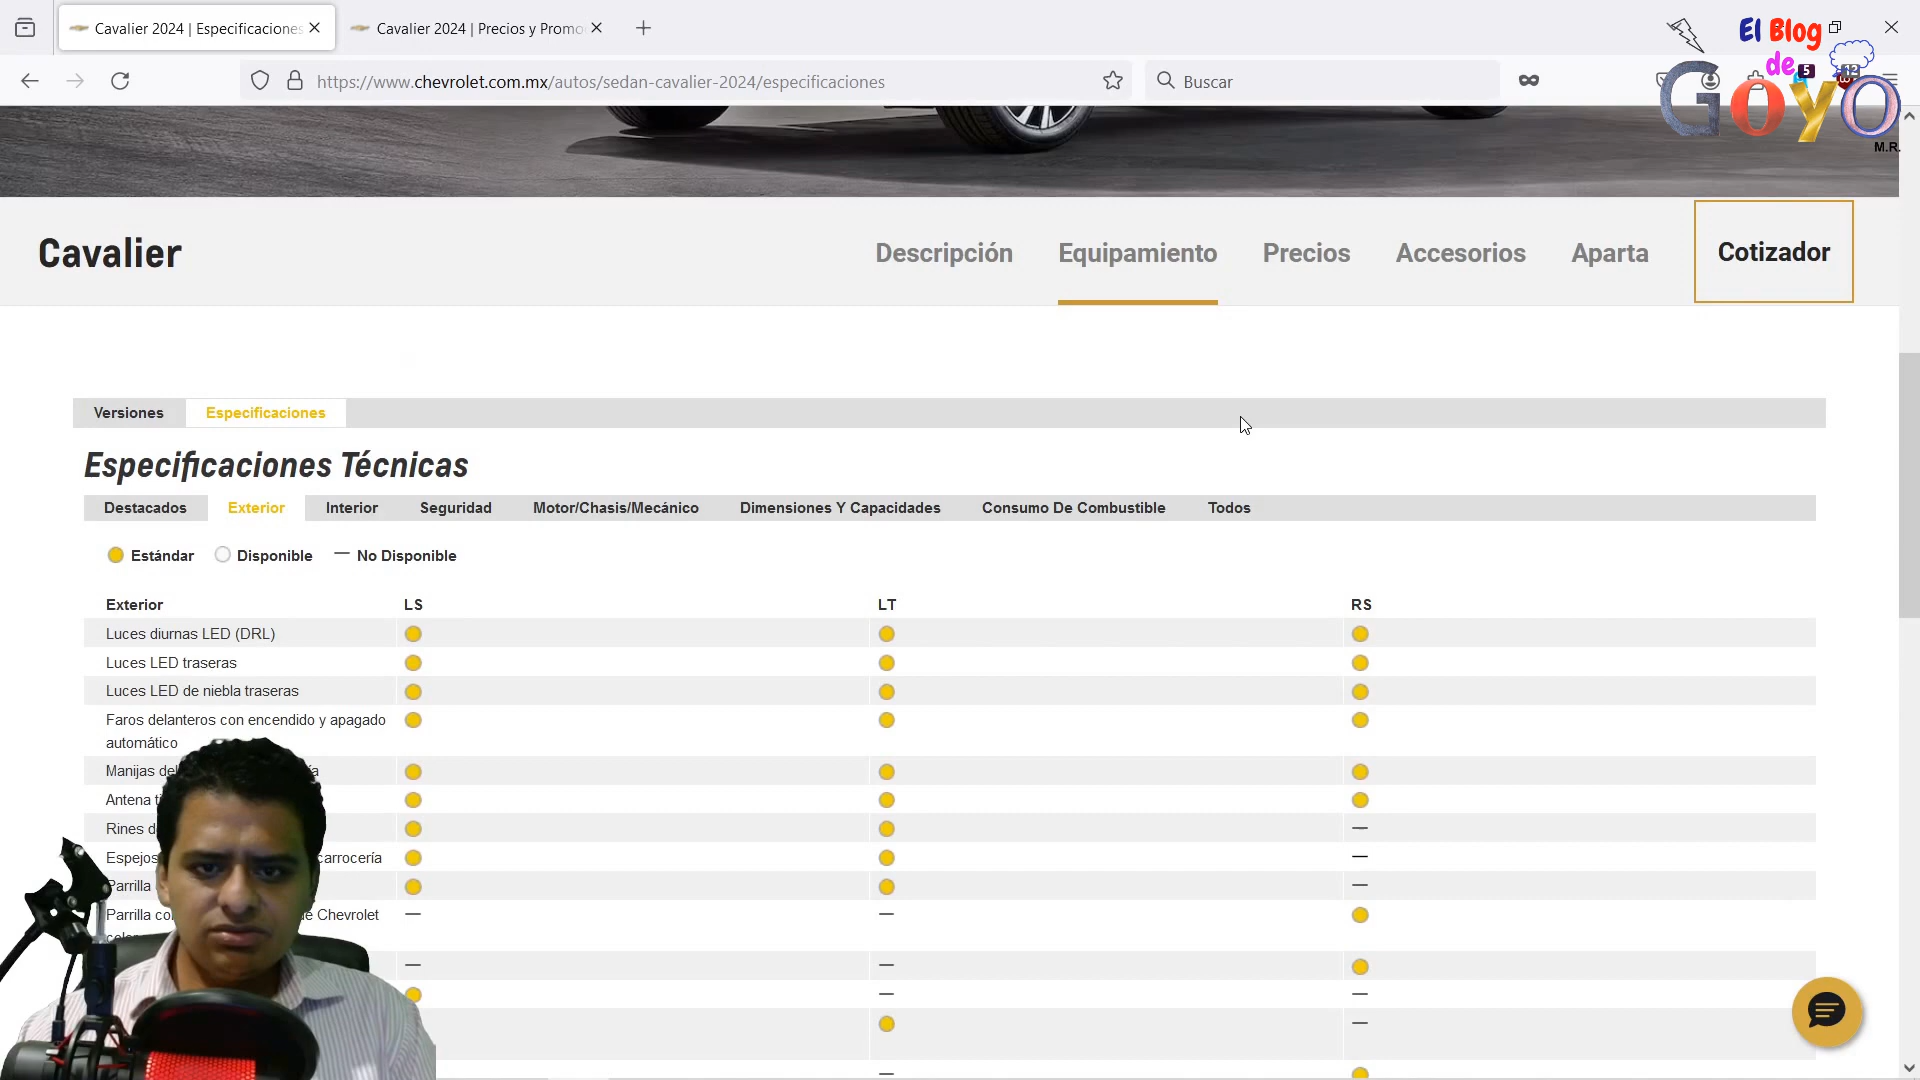 Cavalier 2024 | Especificaciones
Cavalier 2024 | Precios y Promo
El Blog
de
GOYO
M.R.
https://www.chevrolet.com.mx/autos/sedan-cavalier-2024/especificaciones
Buscar
5
12
Cavalier
Descripción
Equipamiento
Precios
Accesorios
Aparta
Cotizador
Versiones
Especificaciones
Especificaciones Técnicas
Destacados
Exterior
Interior
Seguridad
Motor/Chasis/Mecánico
Dimensiones Y Capacidades
Consumo De Combustible
Todos
Estándar
Disponible
No Disponible
Exterior LS LT RS
Luces diurnas LED (DRL)
Luces LED traseras
Luces LED de niebla traseras
Faros delanteros con encendido y apagado
automático
Manijas
Antena
Rines
Espejos carrocería
Parrilla
Parrilla Chevrolet